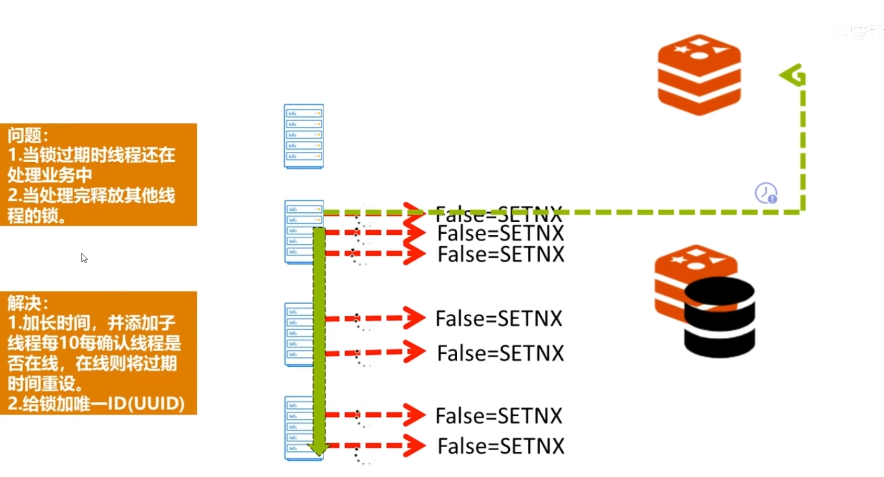 问题：
1.当锁过期时线程还在
处理业务中
2.当处理完释放其他线
程的锁。
解决：
1.加长时间，并添加子
线程每10每确认线程是
否在线，在线则将过期
时间重设。
2.给锁加唯一ID(UUID)
False=SETNX
False=SETNX
False=SETNX
False=SETNX
False=SETNX
False=SETNX
False=SETNX